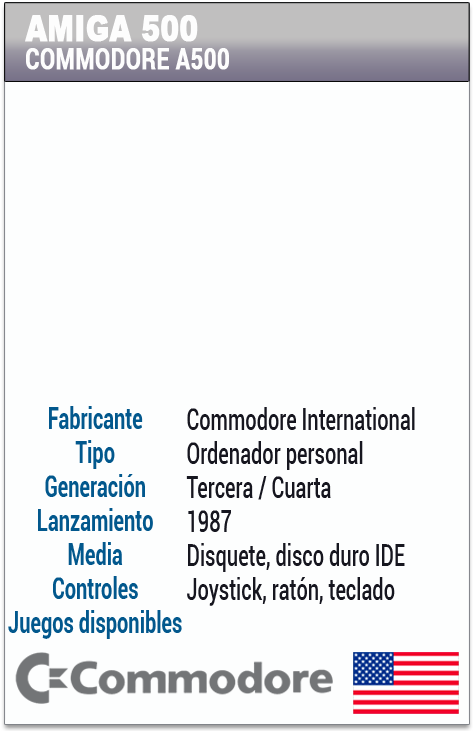 AMIGA 500
COMMODORE A500
Fabricante Commodore International
Tipo Ordenador personal
Generación Tercera / Cuarta
Lanzamiento 1987
Media Disquete, disco duro IDE
Controles Joystick, ratón, teclado
Juegos disponibles
Commodore